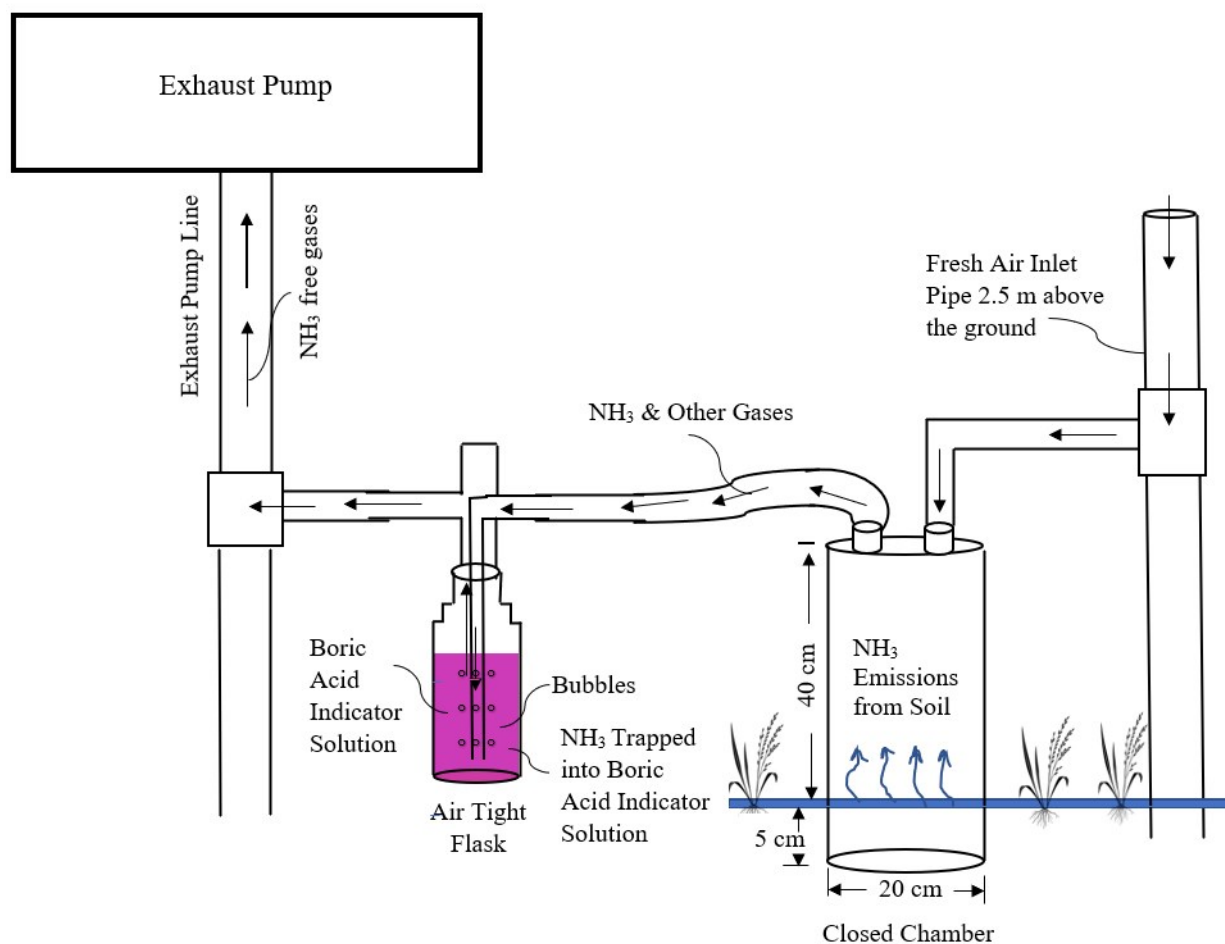 Exhaust Pump
Exhaust Pump Line
NH₃ free gases
Fresh Air Inlet
Pipe 2.5 m above
the ground
NH₃ & Other Gases
Boric
Acid
Indicator
Solution
Bubbles
NH₃ Trapped
into Boric
Acid Indicator
Solution
Air Tight
Flask
40 cm
NH₃
Emissions
from Soil
5 cm
20 cm
Closed Chamber